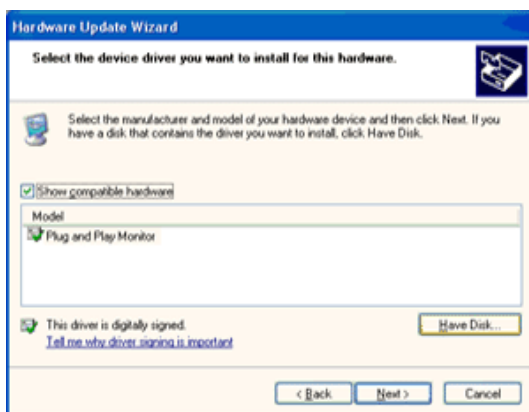 Hardware Update Wizard
Select the device driver you want to install for this hardware.
Select the manufacturer and model of your hardware device and then click Next. If you
have a disk that contains the driver you want to install, click Have Disk.
Show compatible hardware
Model
Plug and Play Monitor
This driver is digitally signed.
Have Disk...
Tell me why driver signing is important
< Back
Next >
Cancel